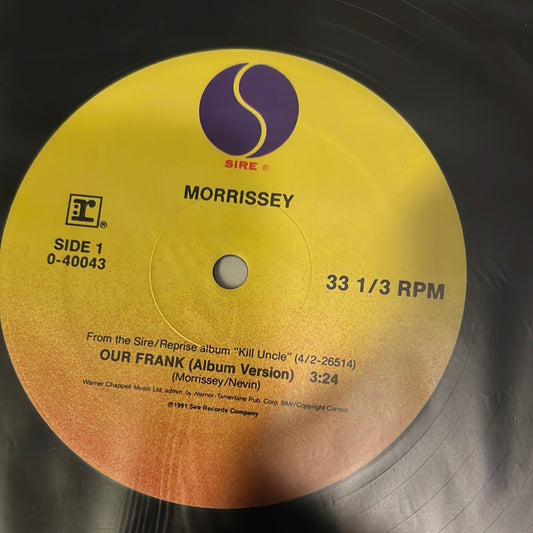 SIRE ®
MORRISSEY
r ®
SIDE 1
0-40043
33 1/3 RPM
From the Sire/Reprise album "Kill Uncle" (4/2-26514)
OUR FRANK (Album Version) 3:24
(Morrissey/Nevin)
Warner Chappell Music Ltd, admin. by Warner-Tamerlane Pub. Corp. BMI/Copyright Control
℗1991 Sire Records Company